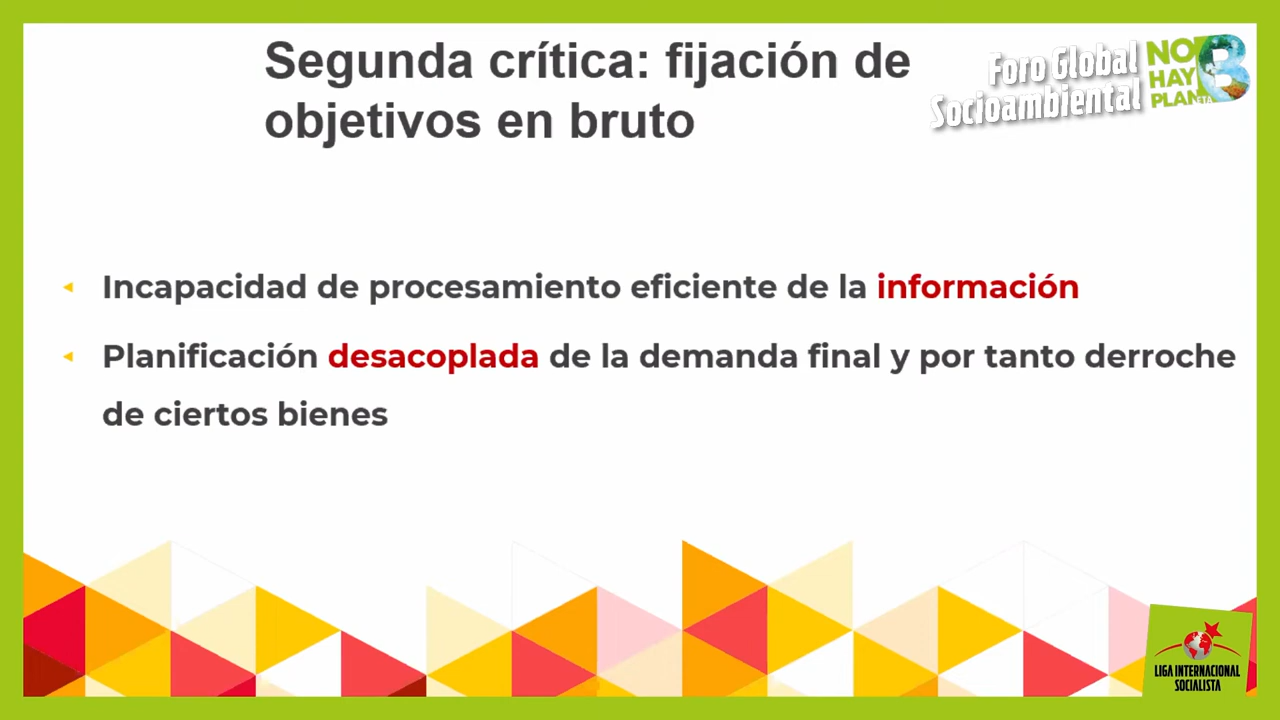 Segunda crítica: fijación de
objetivos en bruto
Foro Global
Socioambiental
NO
HAY
PLANETA
B
Incapacidad de procesamiento eficiente de la información
Planificación desacoplada de la demanda final y por tanto derroche
de ciertos bienes
LIGA INTERNACIONAL
SOCIALISTA